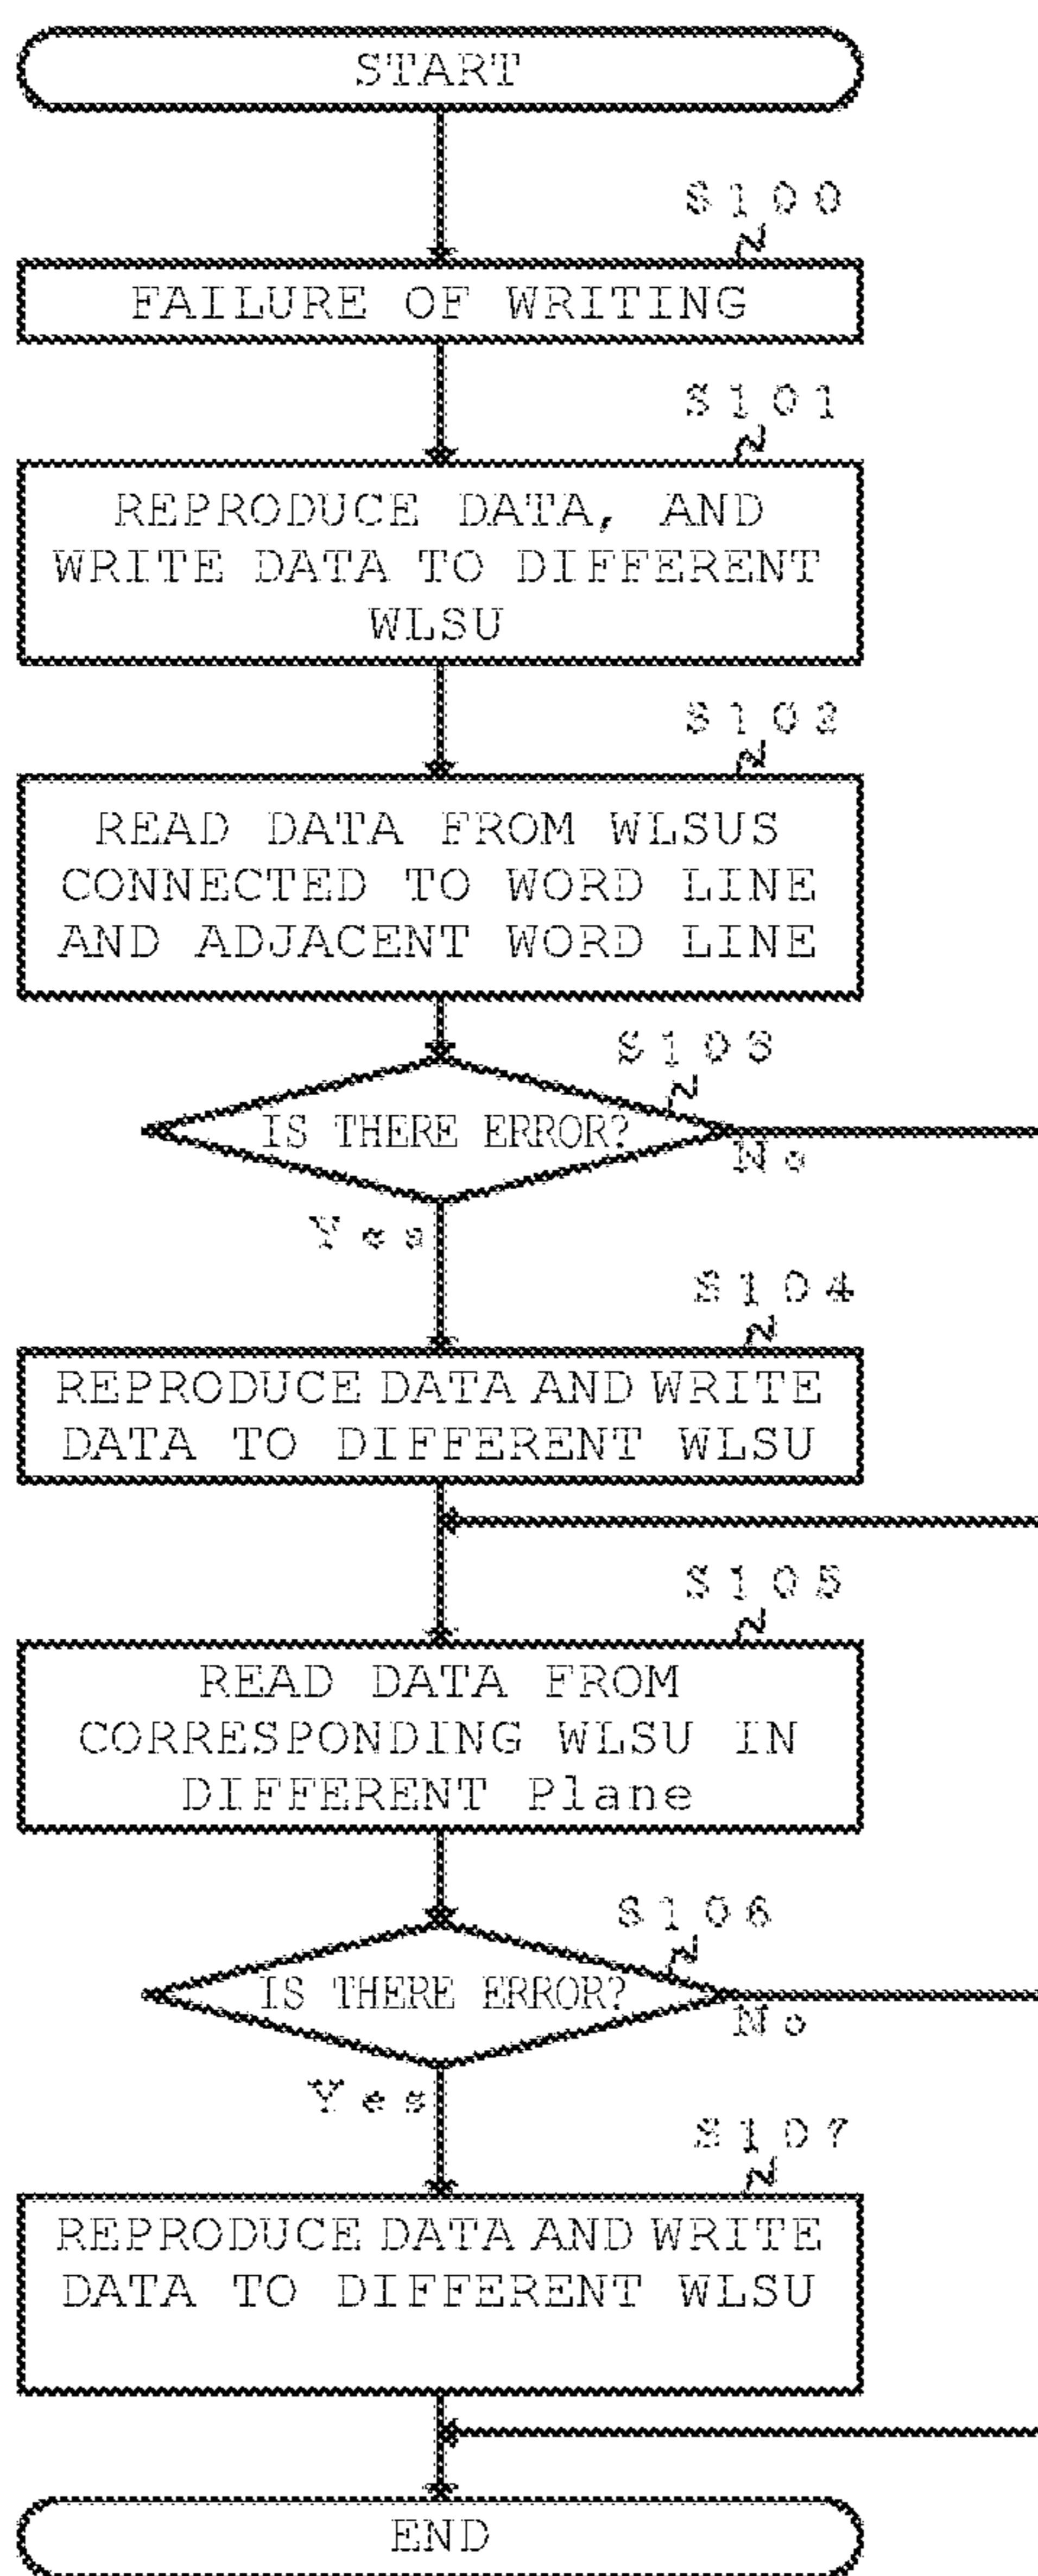 START
S100
FAILURE OF WRITING
S101
REPRODUCE DATA, AND
WRITE DATA TO DIFFERENT
WLSU
S102
READ DATA FROM WLSUS
CONNECTED TO WORD LINE
AND ADJACENT WORD LINE
S103
IS THERE ERROR?
No
Yes
S104
REPRODUCE DATA AND WRITE
DATA TO DIFFERENT WLSU
S105
READ DATA FROM
CORRESPONDING WLSU IN
DIFFERENT Plane
S106
IS THERE ERROR?
No
Yes
S107
REPRODUCE DATA AND WRITE
DATA TO DIFFERENT WLSU
END